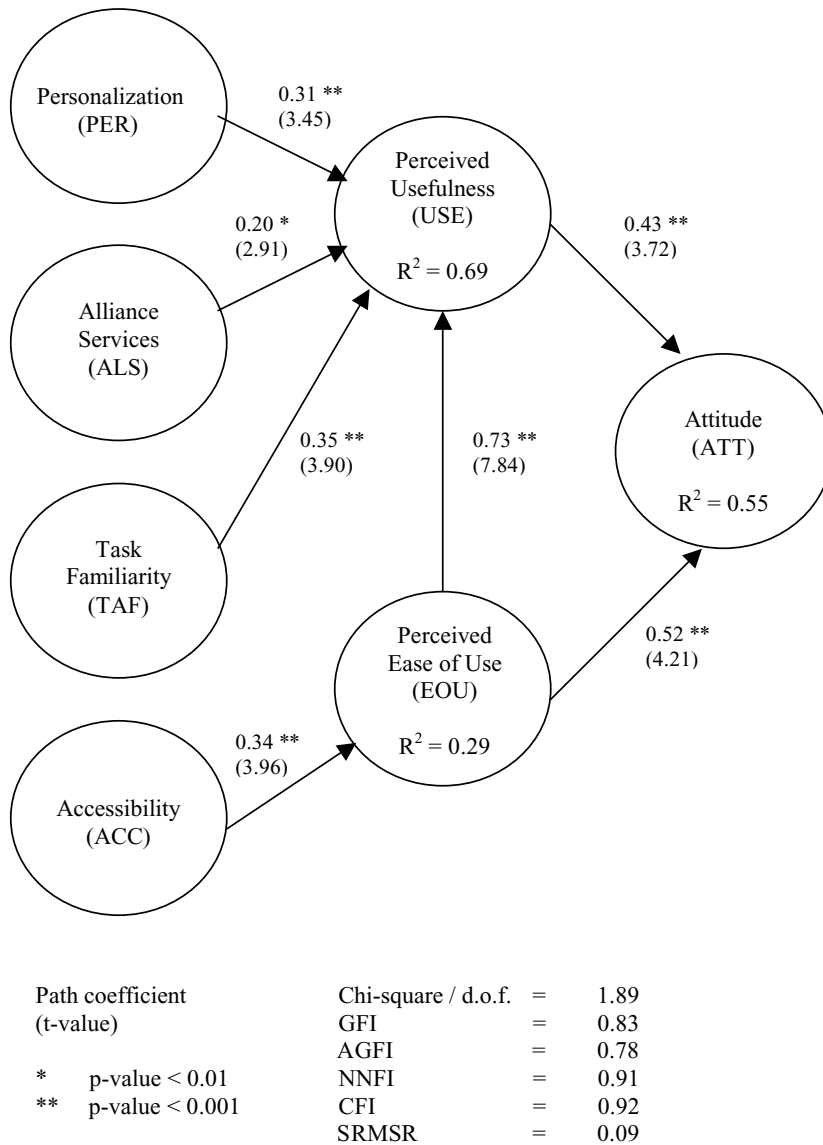 Personalization
(PER)
0.31 **
(3.45)
Perceived
Usefulness
(USE)
R² = 0.69
0.20 *
(2.91)
0.43 **
(3.72)
Alliance
Services
(ALS)
0.35 **
(3.90)
0.73 **
(7.84)
Attitude
(ATT)
R² = 0.55
Task
Familiarity
(TAF)
Perceived
Ease of Use
(EOU)
R² = 0.29
0.52 **
(4.21)
0.34 **
(3.96)
Accessibility
(ACC)
Path coefficient
(t-value)
* p-value < 0.01
** p-value < 0.001
Chi-square / d.o.f. = 1.89
GFI = 0.83
AGFI = 0.78
NNFI = 0.91
CFI = 0.92
SRMSR = 0.09